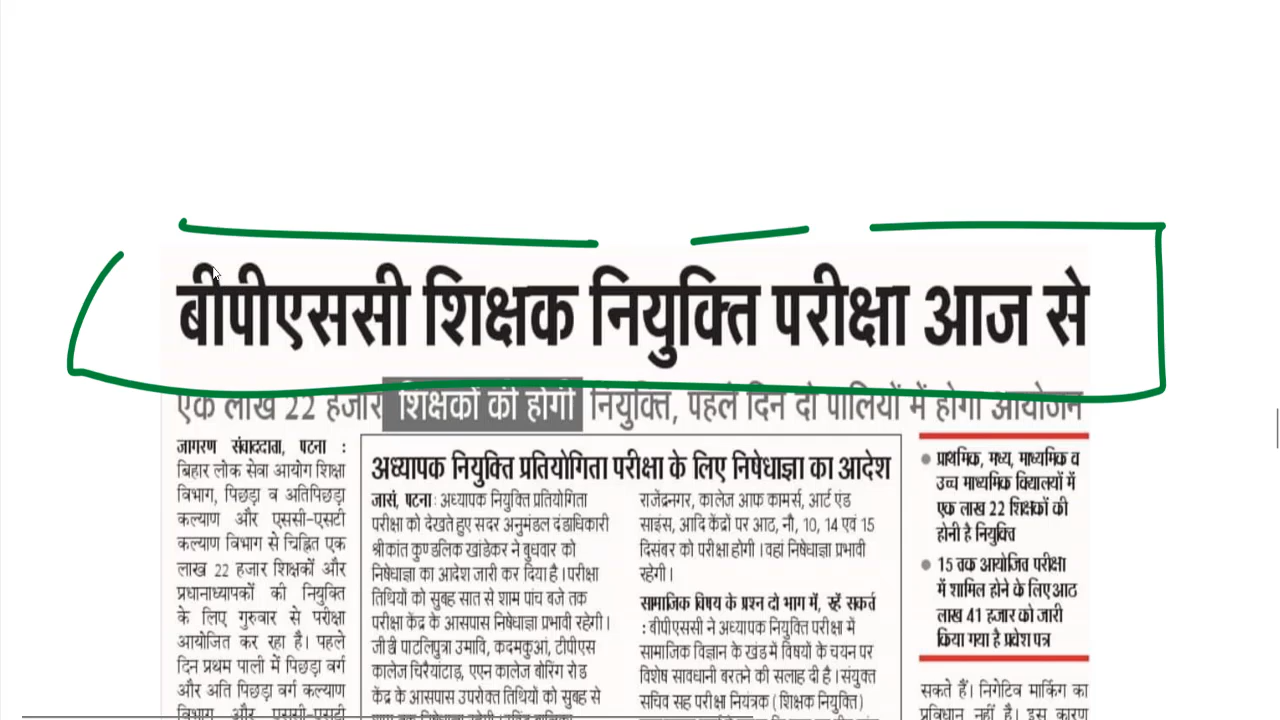 बीपीएससी शिक्षक नियुक्ति परीक्षा आज से
एक लाख 22 हजार शिक्षकों की होगी नियुक्ति, पहले दिन दो पालियों में होगा आयोजन
जागरण संवाददाता, पटना :
बिहार लोक सेवा आयोग शिक्षा
विभाग, पिछड़ा व अतिपिछड़ा
कल्याण और एससी-एसटी
कल्याण विभाग से चिह्नित एक
लाख 22 हजार शिक्षकों और
प्रधानाध्यापकों की नियुक्ति
के लिए गुरुवार से परीक्षा
आयोजित कर रहा है। पहले
दिन प्रथम पाली में पिछड़ा वर्ग
और अति पिछड़ा वर्ग कल्याण
विभाग और एससी-एसटी
अध्यापक नियुक्ति प्रतियोगिता परीक्षा के लिए निषेधाज्ञा का आदेश
जासं, पटना : अध्यापक नियुक्ति प्रतियोगिता
परीक्षा को देखते हुए सदर अनुमंडल दंडाधिकारी
श्रीकांत कुण्डलिक खांडेकर ने बुधवार को
निषेधाज्ञा का आदेश जारी कर दिया है। परीक्षा
तिथियों को सुबह सात से शाम पांच बजे तक
परीक्षा केंद्र के आसपास निषेधाज्ञा प्रभावी रहेगी।
जीडी पाटलिपुत्रा उमावि, कदमकुआं, टीपीएस
कालेज चिरैयाटाड़, एएन कालेज बोरिंग रोड
केंद्र के आसपास उपरोक्त तिथियों को सुबह से
राजेंद्रनगर, कालेज आफ कामर्स, आर्ट एंड
साइंस, आदि केंद्रों पर आठ, नौ, 10, 14 एवं 15
दिसंबर को परीक्षा होगी। वहां निषेधाज्ञा प्रभावी
रहेगी।
सामाजिक विषय के प्रश्न दो भाग में, रहें सतर्क
: बीपीएससी ने अध्यापक नियुक्ति परीक्षा में
सामाजिक विज्ञान के खंड में विषयों के चयन पर
विशेष सावधानी बरतने की सलाह दी है। संयुक्त
सचिव सह परीक्षा नियंत्रक (शिक्षक नियुक्ति)
प्राथमिक, मध्य, माध्यमिक व
उच्च माध्यमिक विद्यालयों में
एक लाख 22 शिक्षकों की
होनी है नियुक्ति
15 तक आयोजित परीक्षा
में शामिल होने के लिए आठ
लाख 41 हजार को जारी
किया गया है प्रवेश पत्र
सकते हैं। निगेटिव मार्किंग का
प्रावधान नहीं है। इस कारण